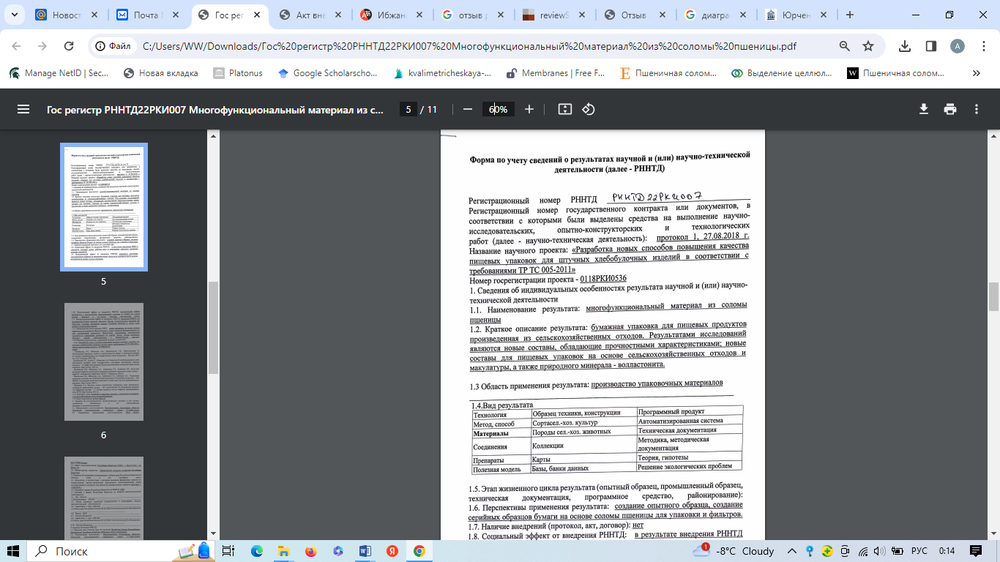 Новост
Почта
Гос рег
Акт вне
Ибжан
отзыв р
reviewS
Отзыв
диагра
Юрчен
Файл
C:/Users/WW/Downloads/Гос%20регистр%20РННТД22РКИ007%20Многофункциональный%20материал%20из%20соломы%20пшеницы.pdf
A
Manage NetID | Sec...
Новая вкладка
Platonus
Google Scholarscho...
kvalimetricheskaya-...
Membranes | Free F...
Пшеничная солом...
Выделение целлюл...
Пшеничная солом...
Гос регистр РННТД22РКИ007 Многофункциональный материал из с...
5 / 11
60%
5
6
Форма по учету сведений о результатах научной и (или) научно-технической
деятельности (далее - РННТД)
Регистрационный номер РННТД РННТД22РКИ007
Регистрационный номер государственного контракта или документов, в
соответствии с которыми были выделены средства на выполнение научно-
исследовательских, опытно-конструкторских и технологических
работ (далее - научно-техническая деятельность): протокол 1, 27.08.2018 г.
Название научного проекта: «Разработка новых способов повышения качества
пищевых упаковок для штучных хлебобулочных изделий в соответствии с
требованиями ТР ТС 005-2011»
Номер госрегистрации проекта - 0118РКИ0536
1. Сведения об индивидуальных особенностях результата научной и (или) научно-
технической деятельности
1.1. Наименование результата: многофункциональный материал из соломы
пшеницы
1.2. Краткое описание результата: бумажная упаковка для пищевых продуктов
произведенная из сельскохозяйственных отходов. Результатами исследований
являются новые составы, обладающие прочностными характеристиками; новые
составы для пищевых упаковок на основе сельскохозяйственных отходов и
макулатуры, а также природного минерала - волластонита.
1.3 Область применения результата: производство упаковочных материалов
1.4.Вид результата
Технология Образец техники, конструкции Программный продукт
Метод, способ Сортасел.-хоз. культур Автоматизированная система
Материалы Породы сел.-хоз. животных Техническая документация
Соединения Коллекции Методика, методическая
документация
Препараты Карты Теория, гипотезы
Полезная модель Базы, банки данных Решение экологических проблем
1.5. Этап жизненного цикла результата (опытный образец, промышленный образец,
техническая документация, программное средство, районирование):
1.6. Перспективы применения результата: создание опытного образца, создание
серийных образцов бумаги на основе соломы пшеницы для упаковки и фильтров.
1.7. Наличие внедрений (протокол, акт, договор): нет
1.8. Социальный эффект от внедрения РННТД: в результате внедрения РННТД
Поиск
1
-8°C Cloudy
РУС
0:14